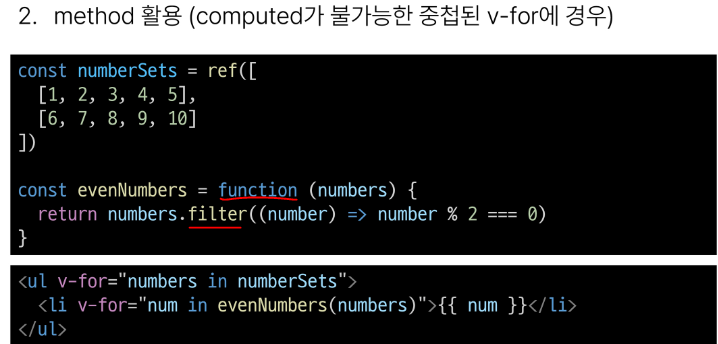 2. method 활용 (computed가 불가능한 중첩된 v-for에 경우)
const numberSets = ref([
  [1, 2, 3, 4, 5],
  [6, 7, 8, 9, 10]
])
const evenNumbers = function (numbers) {
  return numbers.filter((number) => number % 2 === 0)
}
<ul v-for="numbers in numberSets">
  <li v-for="num in evenNumbers(numbers)">{{ num }}</li>
</ul>